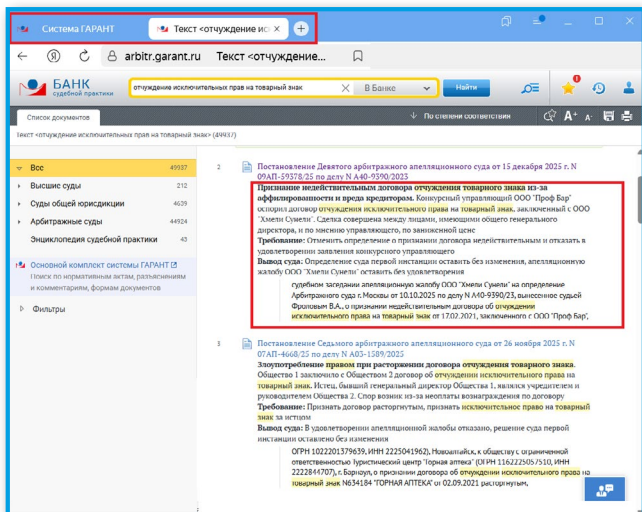 Система ГАРАНТ
Текст <отчуждение ис
arbitr.garant.ru Текст <отчуждение...
БАНК
судебной практики
отчуждение исключительных прав на товарный знак
В Банке
Найти
0
Список документов
По степени соответствия
А+ А-
Текст <отчуждение исключительных прав на товарный знак> (49937)
Все 49937
Высшие суды 212
Суды общей юрисдикции 4639
Арбитражные суды 44924
Энциклопедия судебной практики 43
Основной комплект системы ГАРАНТ
Поиск по нормативным актам, разъяснениям
и комментариям, формам документов
Фильтры
2
Постановление Девятого арбитражного апелляционного суда от 15 декабря 2025 г. N
09АП-59378/25 по делу N А40-9390/2023
Признание недействительным договора отчуждения товарного знака из-за
аффилированности и вреда кредиторам. Конкурсный управляющий ООО "Проф Бар"
оспорил договор отчуждения исключительного права на товарный знак, заключенный с ООО
"Хмели Сунели". Сделка совершена между лицами, имеющими общего генерального
директора, и по мнению управляющего, по заниженной цене
Требование: Отменить определение о признании договора недействительным и отказать в
удовлетворении заявления конкурсного управляющего
Вывод суда: Определение суда первой инстанции оставить без изменения, апелляционную
жалобу ООО "Хмели Сунели" оставить без удовлетворения
судебном заседании апелляционную жалобу ООО "Хмели Сунели" на определение
Арбитражного суда г. Москвы от 10.10.2025 по делу N А40-9390/23, вынесенное судьей
Фроловым В.А., о признании недействительным договора об отчуждении
исключительного права на товарный знак от 17.02.2021, заключенного с ООО "Проф Бар",
3
Постановление Седьмого арбитражного апелляционного суда от 26 ноября 2025 г. N
07АП-4668/25 по делу N А03-1589/2025
Злоупотребление правом при расторжении договора отчуждения товарного знака.
Общество 1 заключило с Обществом 2 договор об отчуждении исключительного права на
товарный знак. Истец, бывший генеральный директор Общества 1, являлся учредителем и
руководителем Общества 2. Спор возник из-за неоплаты вознаграждения по договору
Требование: Признать договор расторгнутым, признать исключительное право на товарный
знак за истцом
Вывод суда: В удовлетворении апелляционной жалобы отказано, решение суда первой
инстанции оставлено без изменения
ОГРН 1022201379639, ИНН 2225041962), Новоалтайск, к обществу с ограниченной
ответственностью Туристический центр "Горная аптека" (ОГРН 1162225057510, ИНН
2222844707), г. Барнаул, о признании договора об отчуждении исключительного права на
товарный знак N634184 "ГОРНАЯ АПТЕКА" от 02.09.2021 расторгнутым,